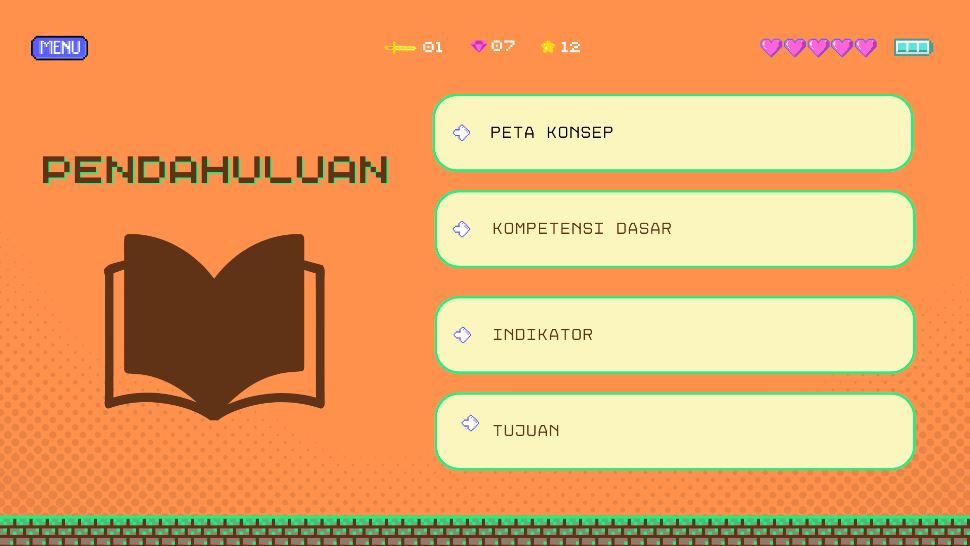 MENU
01
07
12
PENDAHULUAN
PETA KONSEP
KOMPETENSI DASAR
INDIKATOR
TUJUAN